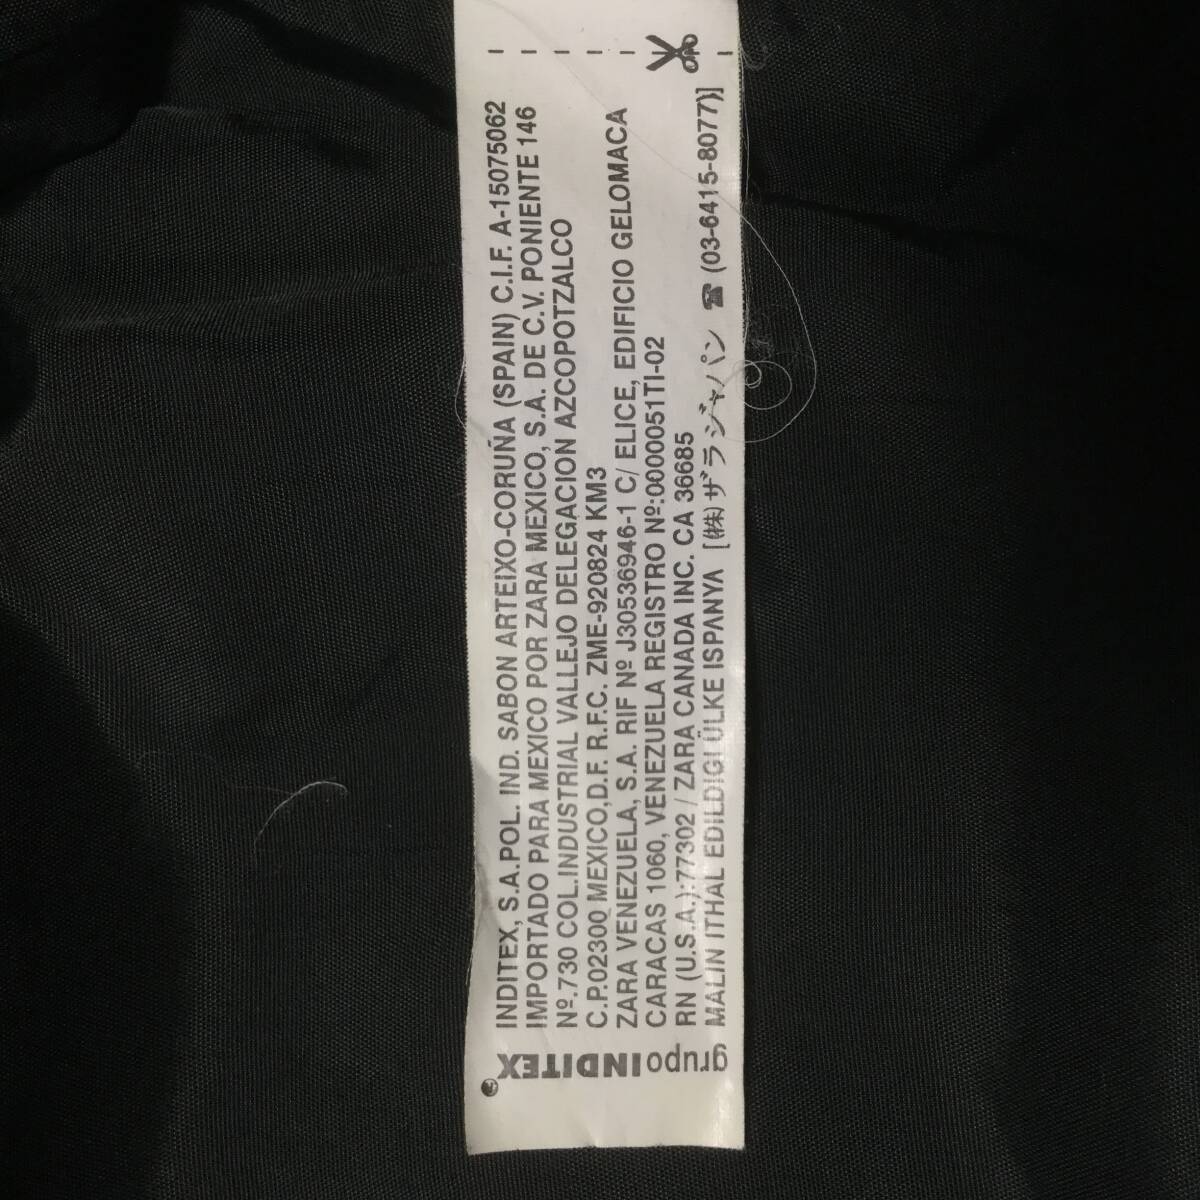 INDITEX, S.A.POL. IND. SABON ARTEIXO-CORUÑA (SPAIN) C.I.F. A-15075062
IMPORTADO PARA MEXICO POR ZARA MEXICO, S.A. DE C.V. PONIENTE 146
Nº.730 COL.INDUSTRIAL VALLEJO DELEGACION AZCOPOTZALCO
C.P.02300 MEXICO,D.F. R.F.C. ZME-920824 KM3
ZARA VENEZUELA, S.A. RIF Nº J30536946-1 C/ ELICE, EDIFICIO GELOMACA
CARACAS 1060, VENEZUELA REGISTRO Nº:0000051TI-02
RN (U.S.A.):77302 / ZARA CANADA INC. CA 36685
MALIN ITHAL EDILDIGI ÜLKE ISPANYA [㈱ザラジャパン ☎ (03-6415-8077)]
grupo INDITEX